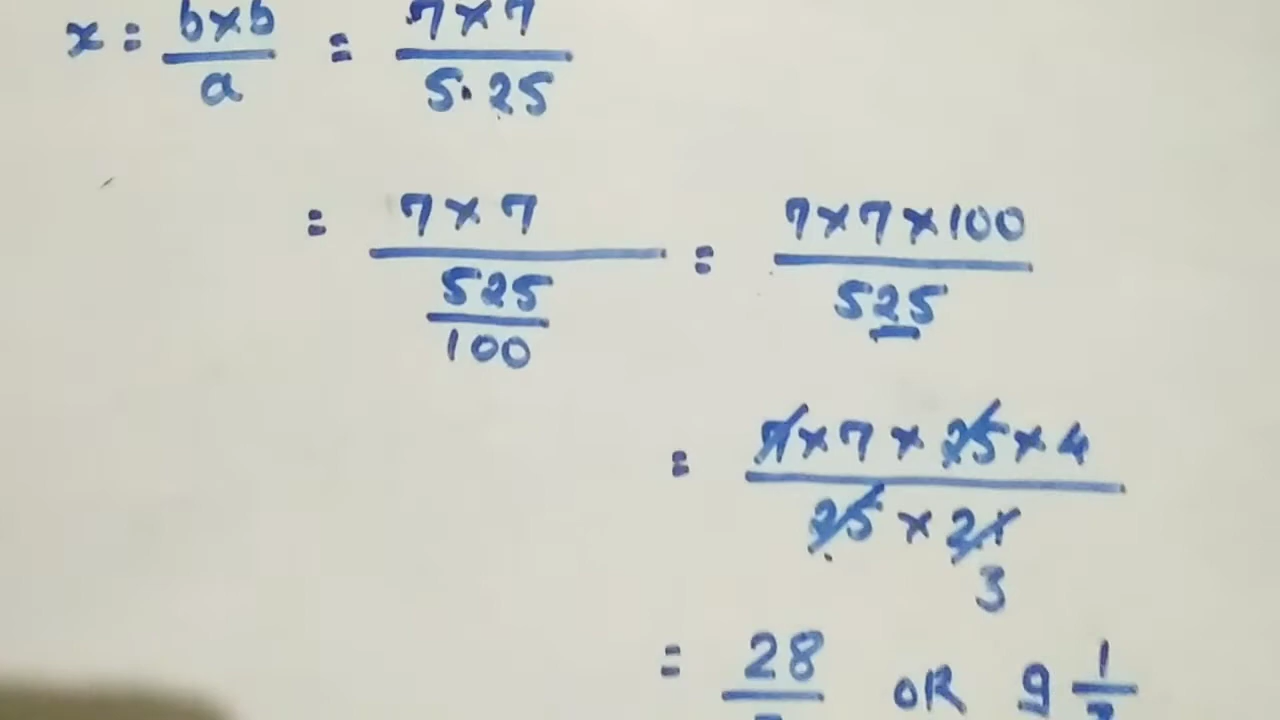 x = b×b/a = 7×7/5.25
= 7×7/(525/100) = 7×7×100/525
= 7×7×25×4/25×21
3
= 28/ OR 9 1/